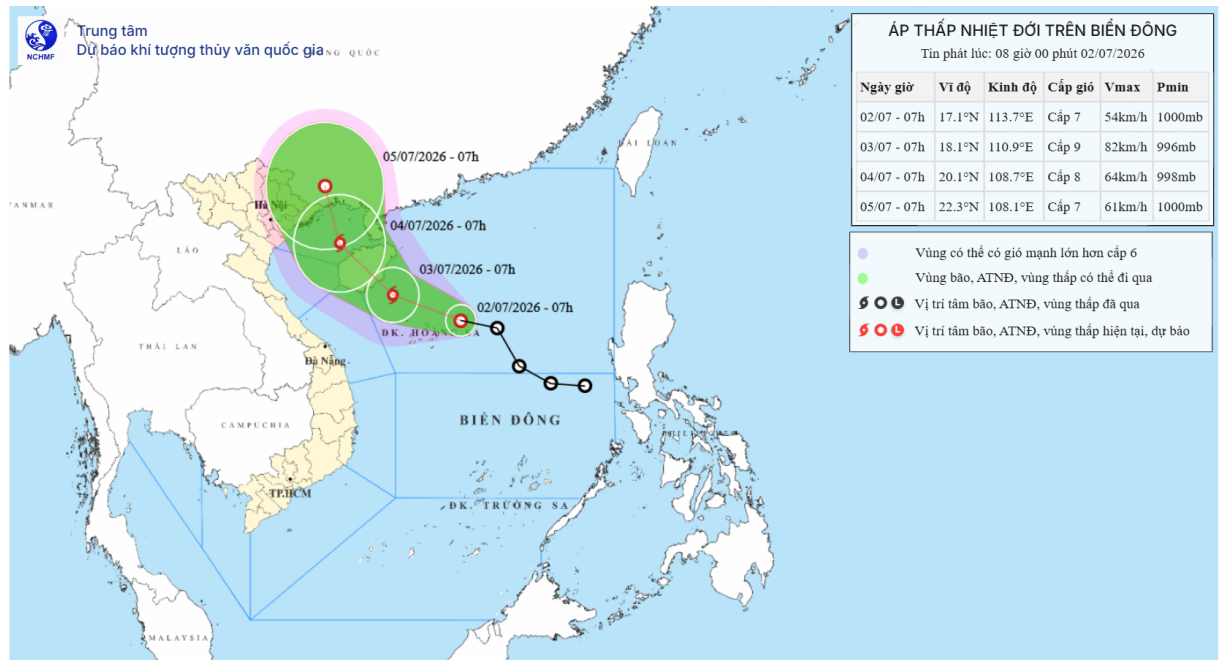 Trung tâm
Dự báo khí tượng thủy văn quốc gia
NCHMF
NG QUỐC
ÁP THẤP NHIỆT ĐỚI TRÊN BIỂN ĐÔNG
Tin phát lúc: 08 giờ 00 phút 02/07/2026
Ngày giờ Vĩ độ Kinh độ Cấp gió Vmax Pmin
02/07 - 07h 17.1°N 113.7°E Cấp 7 54km/h 1000mb
03/07 - 07h 18.1°N 110.9°E Cấp 9 82km/h 996mb
04/07 - 07h 20.1°N 108.7°E Cấp 8 64km/h 998mb
05/07 - 07h 22.3°N 108.1°E Cấp 7 61km/h 1000mb
Vùng có thể có gió mạnh lớn hơn cấp 6
Vùng bão, ATNĐ, vùng thấp có thể đi qua
L Vị trí tâm bão, ATNĐ, vùng thấp đã qua
L Vị trí tâm bão, ATNĐ, vùng thấp hiện tại, dự báo
ĐÀI LOAN
05/07/2026 - 07h
ANMAR
Hà Nội
04/07/2026 - 07h
LÀO
03/07/2026 - 07h
02/07/2026 - 07h
ĐK. HOÀNG SA
THÁI LAN
Đà Nẵng
BIỂN ĐÔNG
CAMPUCHIA
TP.HCM
ĐK. TRƯỜNG SA
MALAYSIA